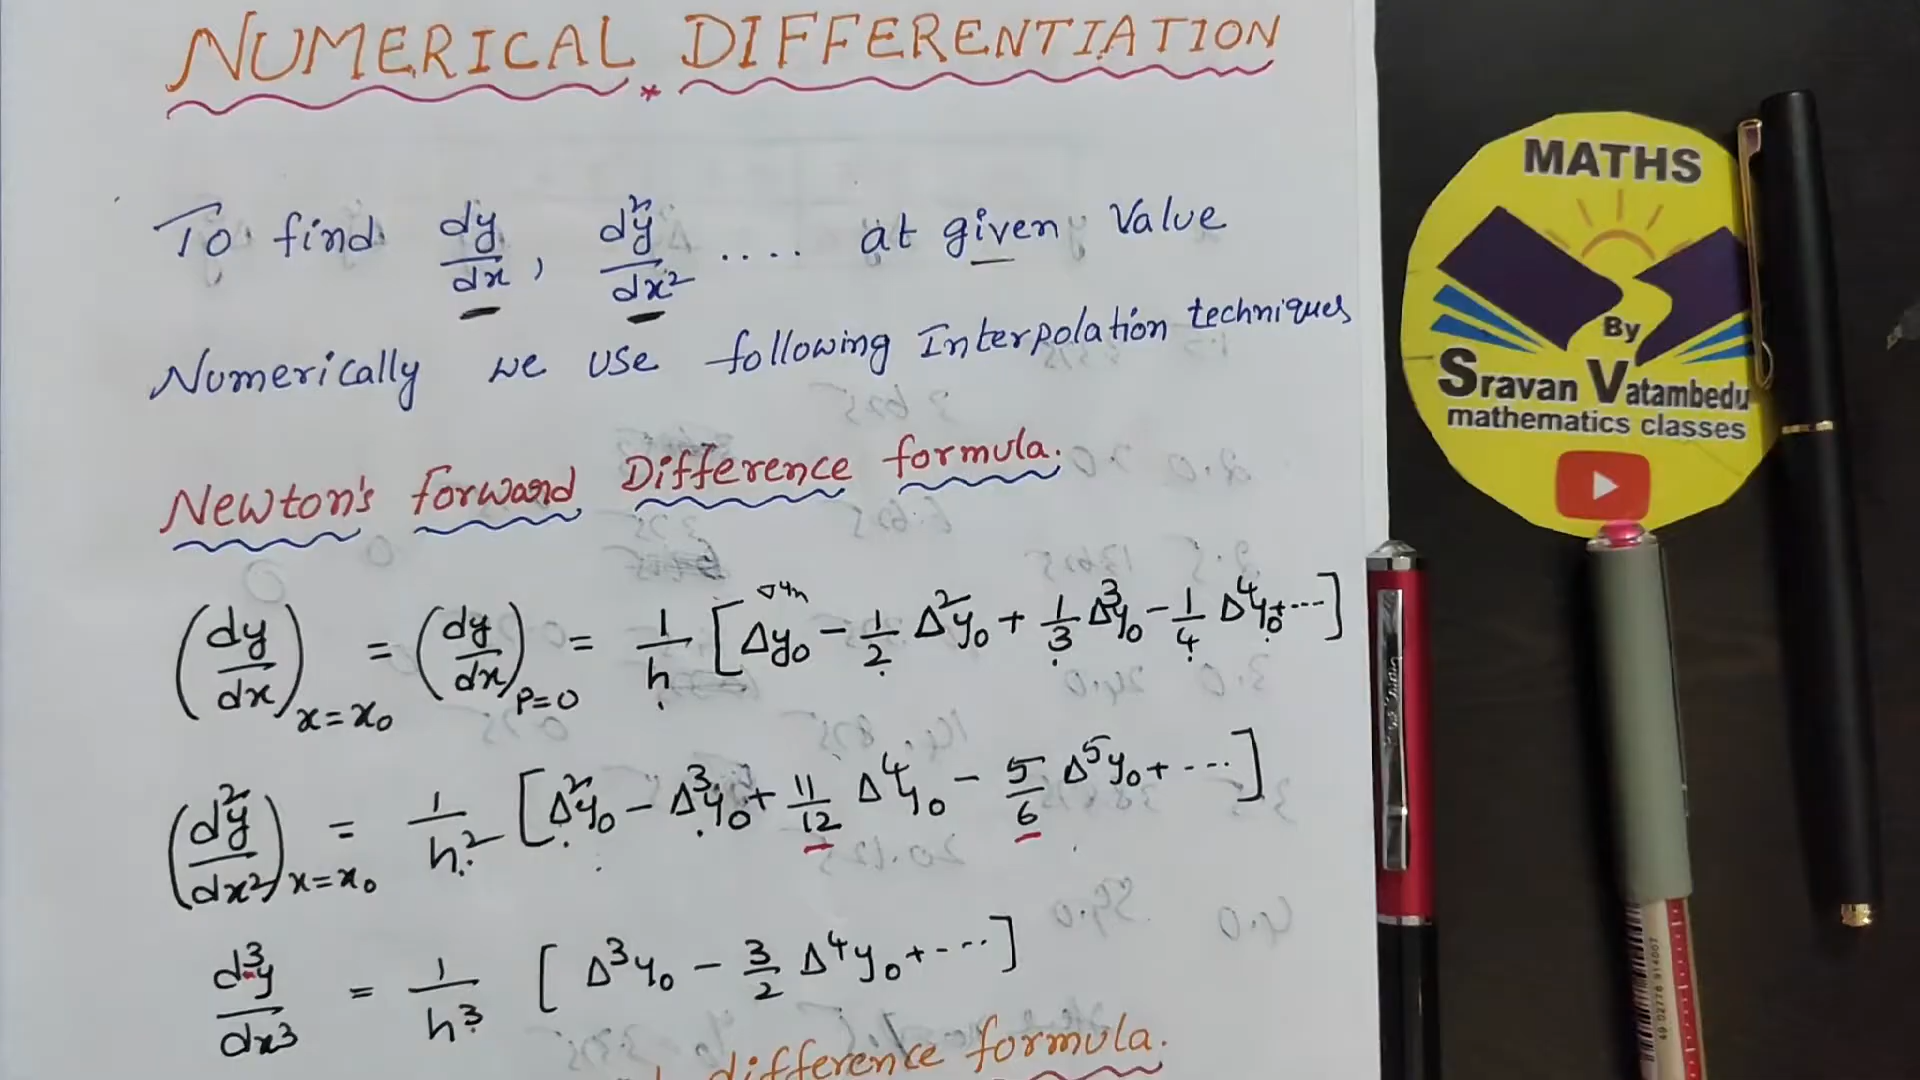 NUMERICAL DIFFERENTIATION
To find dy/dx, d²y/dx² .... at given Value
Numerically we use following Interpolation techniques
Newton's forward Difference formula.
(dy/dx)ₓ₌ₓ₀ = (dy/dx)P=0 = 1/h [Δy₀ − 1/2 Δ²y₀ + 1/3 Δ³y₀ − 1/4 Δ⁴y₀+---]
(d²y/dx²)x=x₀ = 1/h² [Δ²y₀ − Δ³y₀ + 11/12 Δ⁴y₀ − 5/6 Δ⁵y₀ + ---]
d³y/dx³ = 1/h³ [Δ³y₀ − 3/2 Δ⁴y₀ + ---]
difference formula.
MATHS
By
Sravan Vatambedu
mathematics classes